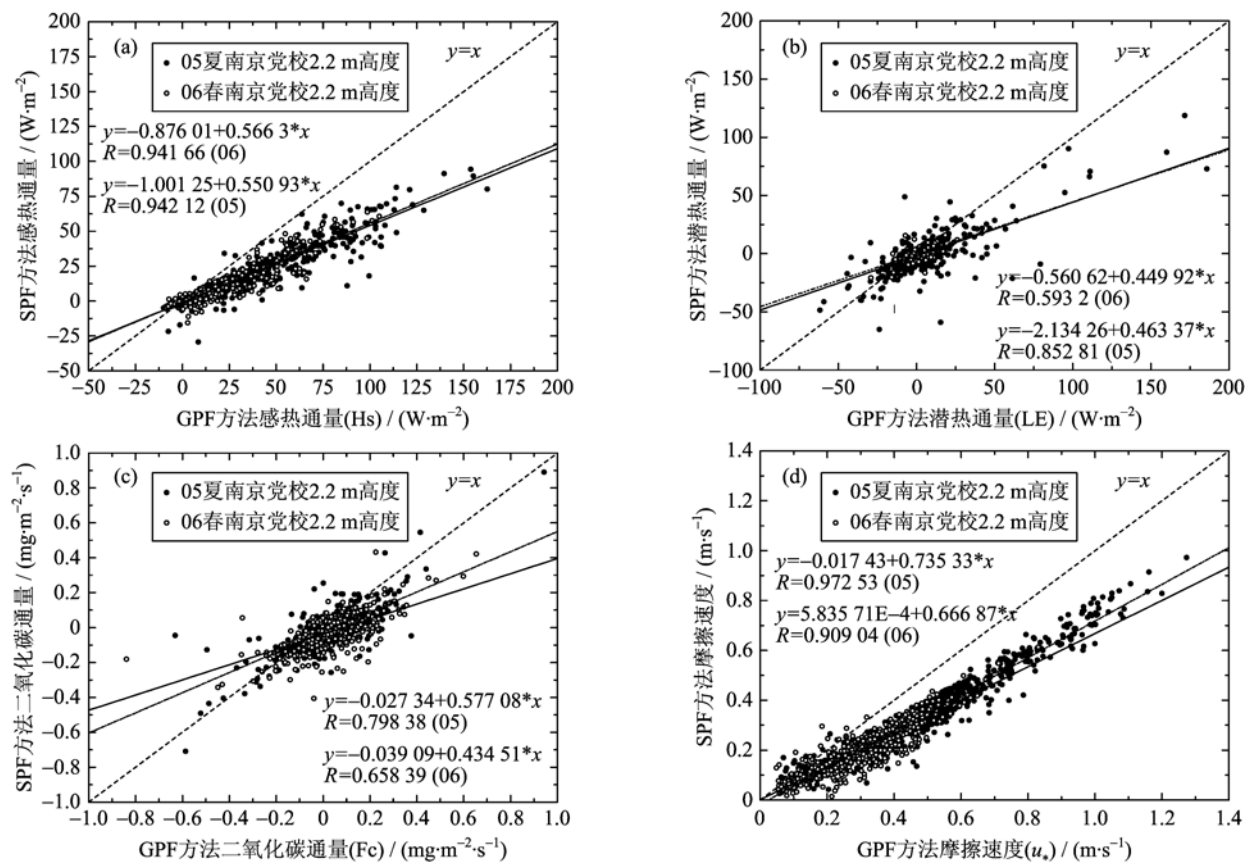 (a)
05夏南京党校2.2 m高度
06春南京党校2.2 m高度
y=x
y=−0.876 01+0.566 3*x
R=0.941 66 (06)
y=−1.001 25+0.550 93*x
R=0.942 12 (05)
SPF方法感热通量 / (W·m−2)
200
175
150
125
100
75
50
25
0
−25
−50
−50 −25 0 25 50 75 100 125 150 175 200
GPF方法感热通量(Hs) / (W·m−2)
(b)
05夏南京党校2.2 m高度
06春南京党校2.2 m高度
y=x
y=−0.560 62+0.449 92*x
R=0.593 2 (06)
y=−2.134 26+0.463 37*x
R=0.852 81 (05)
SPF方法潜热通量 / (W·m−2)
200
150
100
50
0
−50
−100
−100 −50 0 50 100 150 200
GPF方法潜热通量(LE) / (W·m−2)
(c)
05夏南京党校2.2 m高度
06春南京党校2.2 m高度
y=x
y=−0.027 34+0.577 08*x
R=0.798 38 (05)
y=−0.039 09+0.434 51*x
R=0.658 39 (06)
SPF方法二氧化碳通量 / (mg·m−2·s−1)
1.0
0.8
0.6
0.4
0.2
0
−0.2
−0.4
−0.6
−0.8
−1.0
−1.0 −0.8 −0.6 −0.4 −0.2 0 0.2 0.4 0.6 0.8 1.0
GPF方法二氧化碳通量(Fc) / (mg·m−2·s−1)
(d)
05夏南京党校2.2 m高度
06春南京党校2.2 m高度
y=x
y=−0.017 43+0.735 33*x
R=0.972 53 (05)
y=5.835 71E−4+0.666 87*x
R=0.909 04 (06)
SPF方法摩擦速度 / (m·s−1)
1.4
1.2
1.0
0.8
0.6
0.4
0.2
0
0 0.2 0.4 0.6 0.8 1.0 1.2 1.4
GPF方法摩擦速度(u*) / (m·s−1)